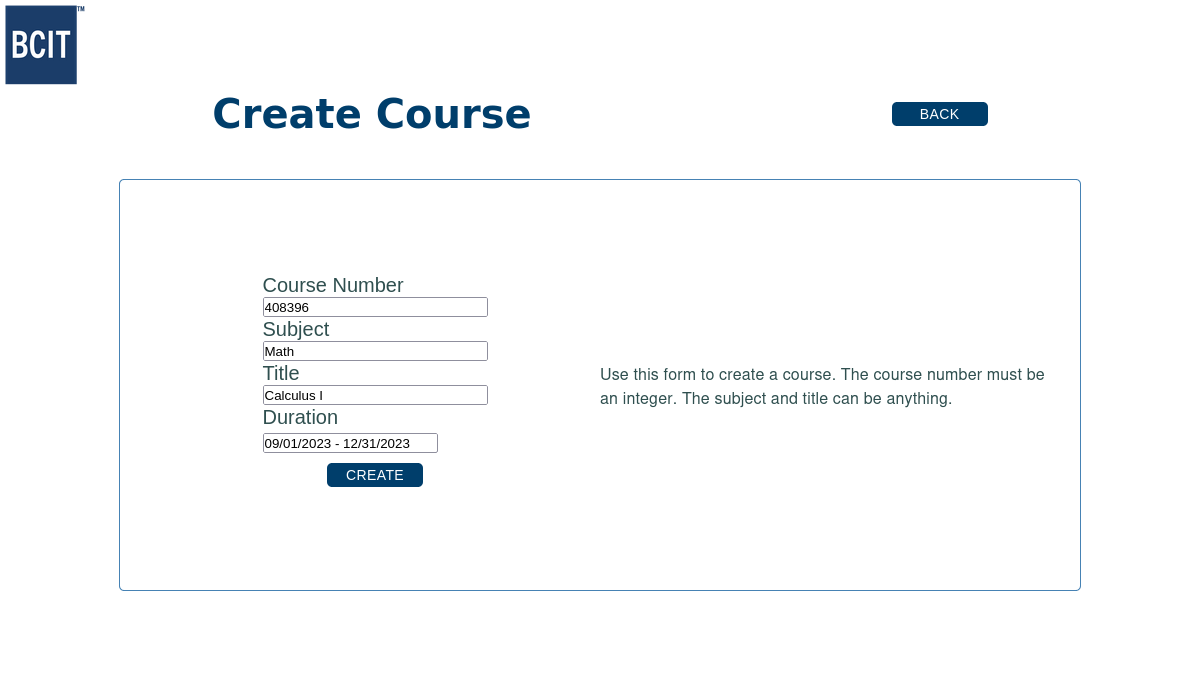 BCIT™
Create Course
BACK
Course Number
408396
Subject
Math
Title
Calculus I
Duration
09/01/2023 - 12/31/2023
CREATE
Use this form to create a course. The course number must be
an integer. The subject and title can be anything.